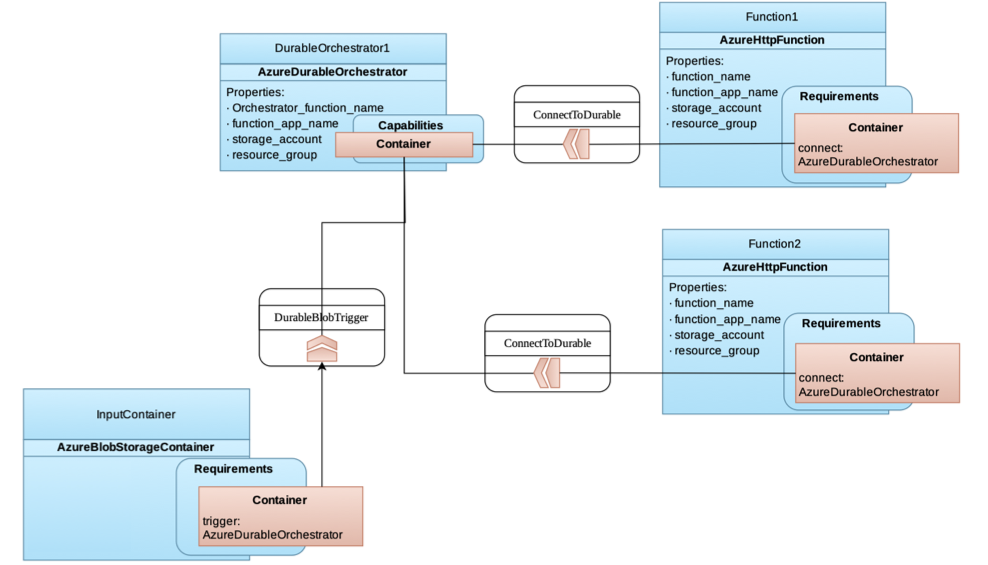 DurableOrchestrator1
AzureDurableOrchestrator
Properties:
· Orchestrator_function_name
· function_app_name
· storage_account
· resource_group
Capabilities
Container
ConnectToDurable
Function1
AzureHttpFunction
Properties:
· function_name
· function_app_name
· storage_account
· resource_group
Requirements
Container
connect:
AzureDurableOrchestrator
Function2
AzureHttpFunction
Properties:
· function_name
· function_app_name
· storage_account
· resource_group
Requirements
Container
connect:
AzureDurableOrchestrator
DurableBlobTrigger
ConnectToDurable
InputContainer
AzureBlobStorageContainer
Requirements
Container
trigger:
AzureDurableOrchestrator